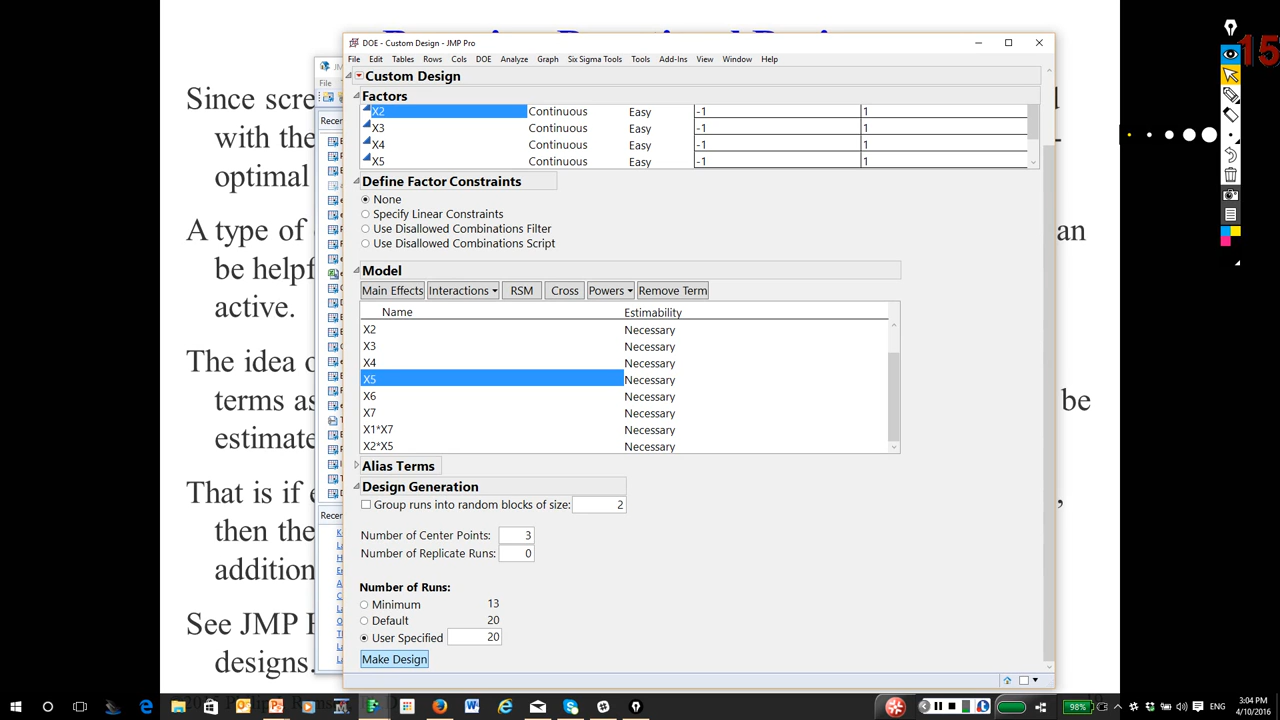 DOE - Custom Design - JMP Pro
File Edit Tables Rows Cols DOE Analyze Graph Six Sigma Tools Tools Add-Ins View Window Help
Custom Design
Factors
X2 Continuous Easy -1 1
X3 Continuous Easy -1 1
X4 Continuous Easy -1 1
X5 Continuous Easy -1 1
Define Factor Constraints
None
Specify Linear Constraints
Use Disallowed Combinations Filter
Use Disallowed Combinations Script
Model
Main Effects Interactions RSM Cross Powers Remove Term
Name Estimability
X2 Necessary
X3 Necessary
X4 Necessary
X5 Necessary
X6 Necessary
X7 Necessary
X1*X7 Necessary
X2*X5 Necessary
Alias Terms
Design Generation
Group runs into random blocks of size: 2
Number of Center Points: 3
Number of Replicate Runs: 0
Number of Runs:
Minimum 13
Default 20
User Specified 20
Make Design
Since scre
with the
optimal
A type of
an
be helpf
active.
The idea o
terms as
be
estimate
That is if e
,
then the
addition
See JMP H
designs.
JM
File
Recen
Recen
15
98%
ENG
3:04 PM
4/10/2016